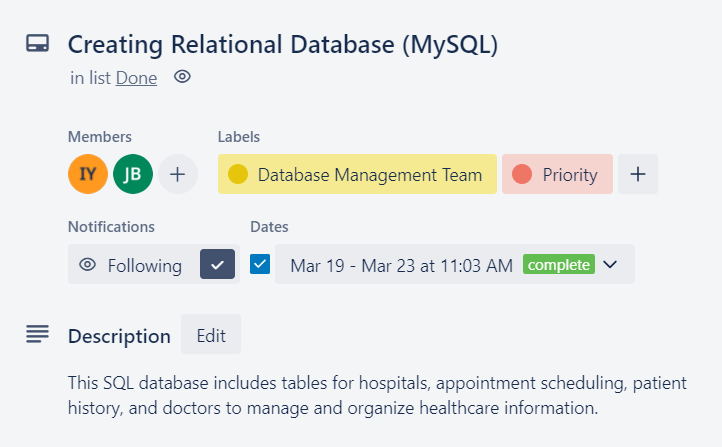 Creating Relational Database (MySQL)
in list Done
Members
Labels
IY
JB
+
Database Management Team
Priority
+
Notifications
Dates
Following
Mar 19 - Mar 23 at 11:03 AM complete
Description
Edit
This SQL database includes tables for hospitals, appointment scheduling, patient
history, and doctors to manage and organize healthcare information.